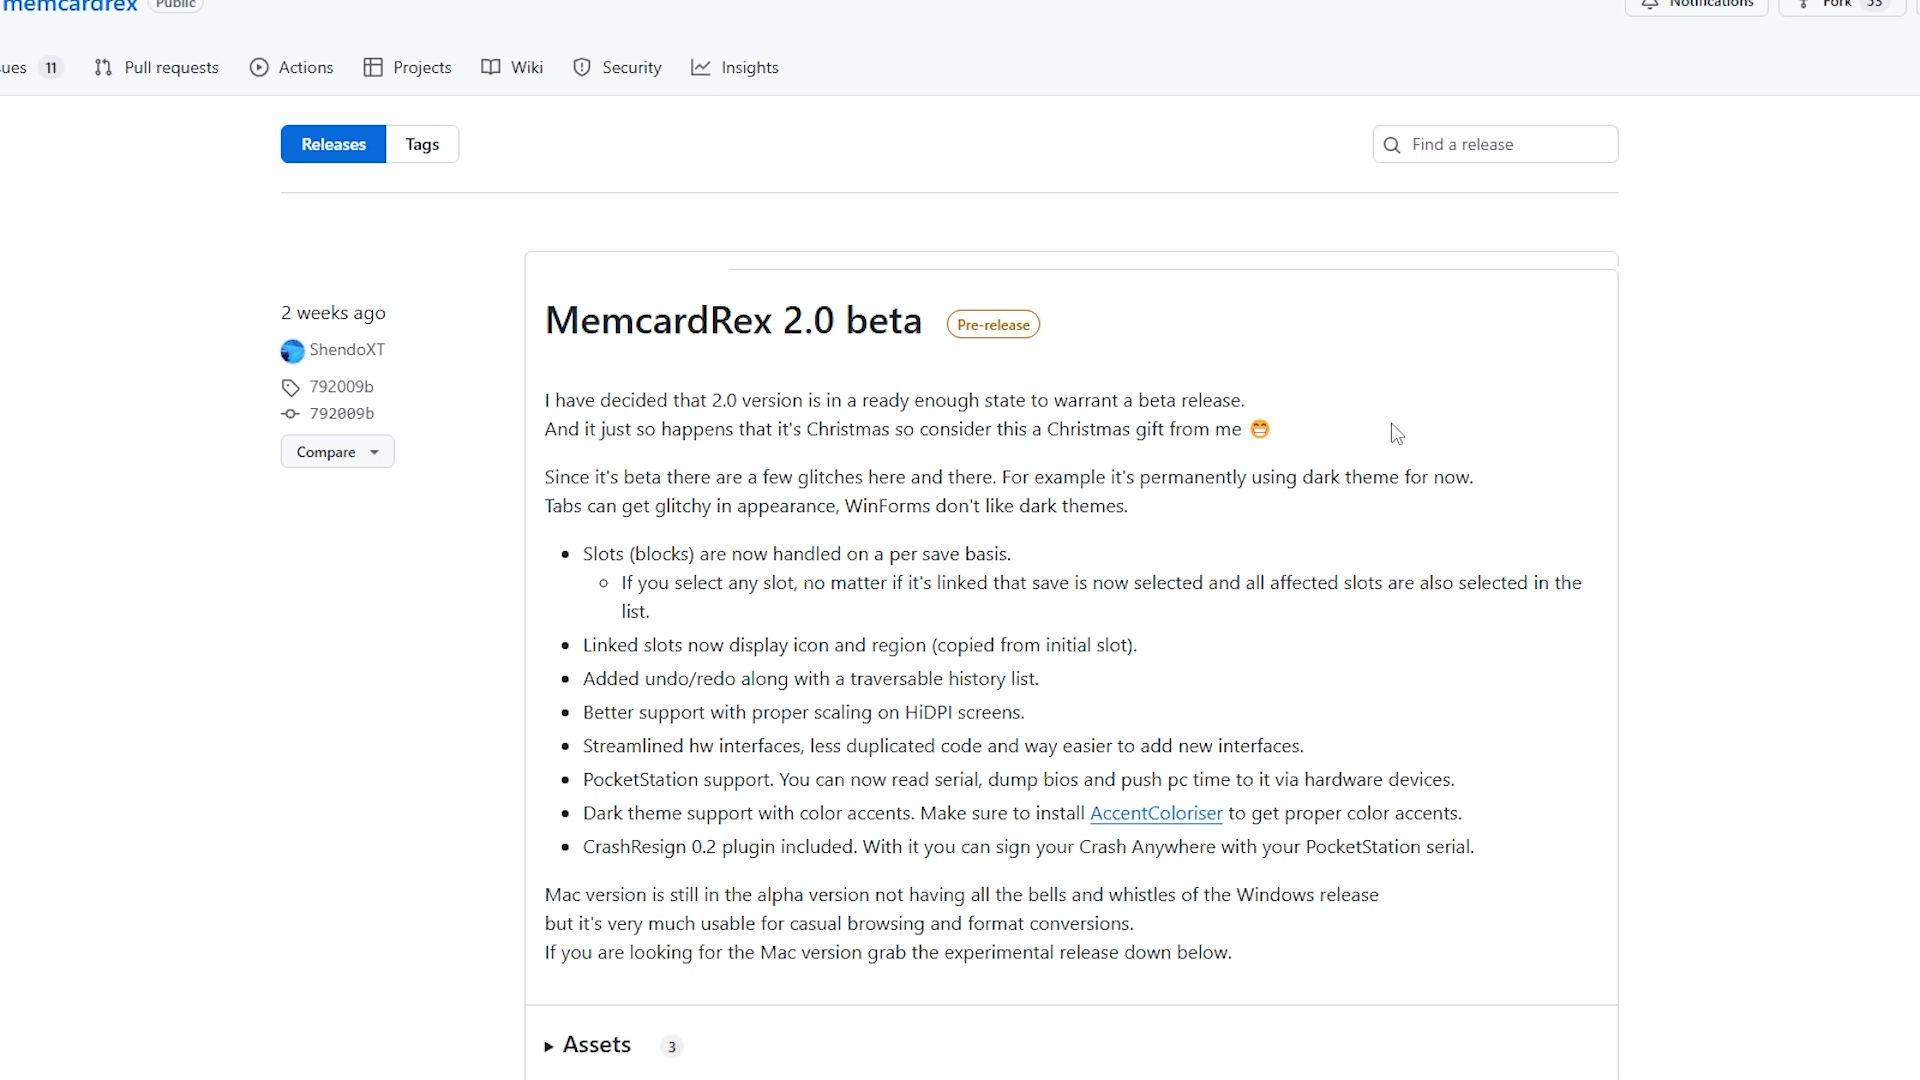 memcardrex Public Notifications Fork 53
ues 11 Pull requests Actions Projects Wiki Security Insights
Releases Tags Find a release
2 weeks ago
ShendoXT
792009b
792009b
Compare
MemcardRex 2.0 beta Pre-release
I have decided that 2.0 version is in a ready enough state to warrant a beta release.
And it just so happens that it's Christmas so consider this a Christmas gift from me 😁
Since it's beta there are a few glitches here and there. For example it's permanently using dark theme for now.
Tabs can get glitchy in appearance, WinForms don't like dark themes.
• Slots (blocks) are now handled on a per save basis.
○ If you select any slot, no matter if it's linked that save is now selected and all affected slots are also selected in the
list.
• Linked slots now display icon and region (copied from initial slot).
• Added undo/redo along with a traversable history list.
• Better support with proper scaling on HiDPI screens.
• Streamlined hw interfaces, less duplicated code and way easier to add new interfaces.
• PocketStation support. You can now read serial, dump bios and push pc time to it via hardware devices.
• Dark theme support with color accents. Make sure to install AccentColoriser to get proper color accents.
• CrashResign 0.2 plugin included. With it you can sign your Crash Anywhere with your PocketStation serial.
Mac version is still in the alpha version not having all the bells and whistles of the Windows release
but it's very much usable for casual browsing and format conversions.
If you are looking for the Mac version grab the experimental release down below.
Assets 3